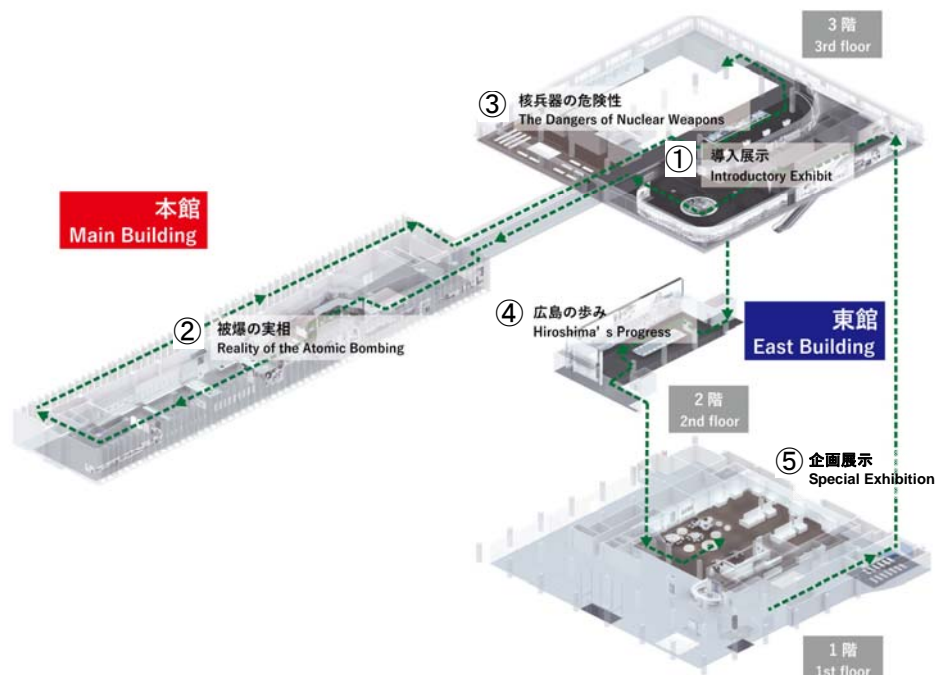 3 階
3rd floor
③ 核兵器の危険性
The Dangers of Nuclear Weapons
① 導入展示
Introductory Exhibit
本館
Main Building
② 被爆の実相
Reality of the Atomic Bombing
④ 広島の歩み
Hiroshima' s Progress
東館
East Building
2 階
2nd floor
⑤ 企画展示
Special Exhibition
1 階
1st floor